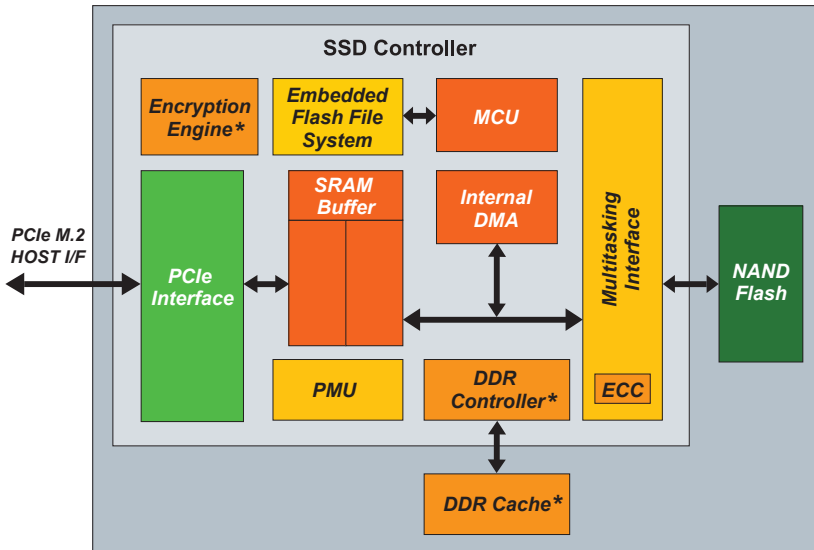 SSD Controller
Encryption
Engine*
Embedded
Flash File
System
MCU
SRAM
Buffer
Internal
DMA
Multitasking
Interface
PCIe M.2
HOST I/F
PCIe
Interface
NAND
Flash
PMU
DDR
Controller*
ECC
DDR Cache*